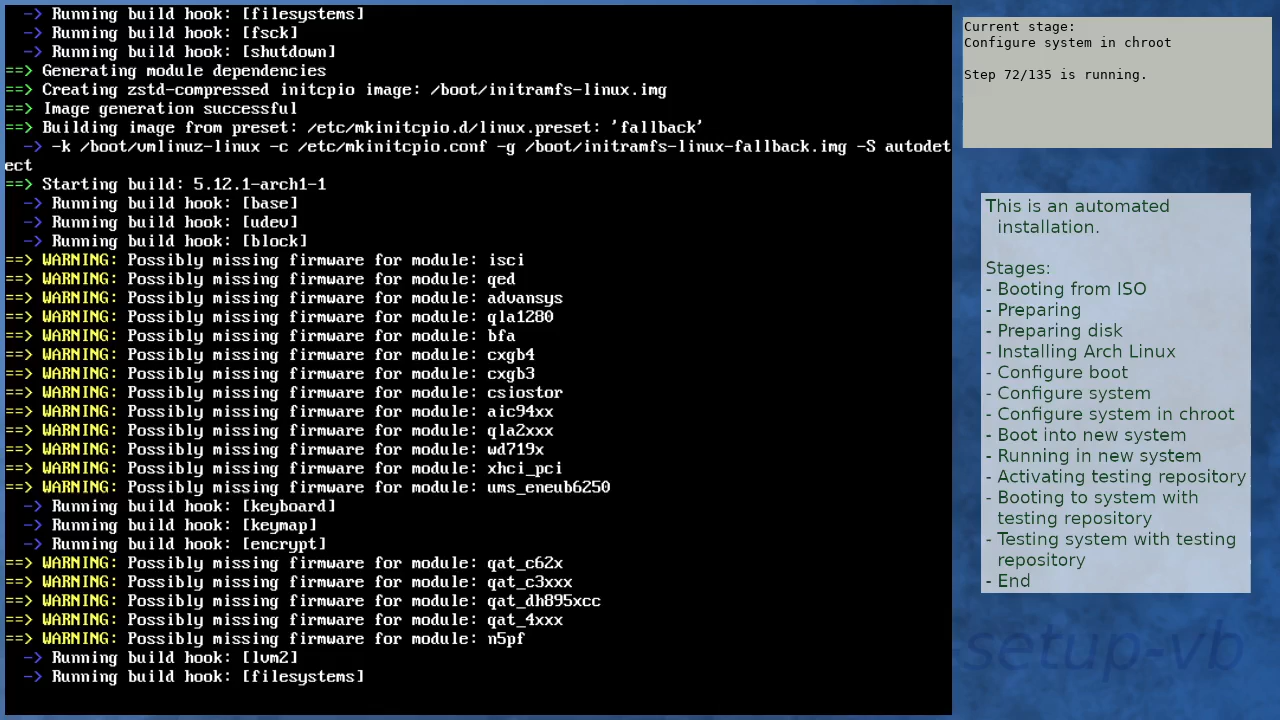 -> Running build hook: [filesystems]
-> Running build hook: [fsck]
-> Running build hook: [shutdown]
==> Generating module dependencies
==> Creating zstd-compressed initcpio image: /boot/initramfs-linux.img
==> Image generation successful
==> Building image from preset: /etc/mkinitcpio.d/linux.preset: 'fallback'
-> -k /boot/vmlinuz-linux -c /etc/mkinitcpio.conf -g /boot/initramfs-linux-fallback.img -S autodet
ect
==> Starting build: 5.12.1-arch1-1
-> Running build hook: [base]
-> Running build hook: [udev]
-> Running build hook: [block]
==> WARNING: Possibly missing firmware for module: isci
==> WARNING: Possibly missing firmware for module: qed
==> WARNING: Possibly missing firmware for module: advansys
==> WARNING: Possibly missing firmware for module: qla1280
==> WARNING: Possibly missing firmware for module: bfa
==> WARNING: Possibly missing firmware for module: cxgb4
==> WARNING: Possibly missing firmware for module: cxgb3
==> WARNING: Possibly missing firmware for module: csiostor
==> WARNING: Possibly missing firmware for module: aic94xx
==> WARNING: Possibly missing firmware for module: qla2xxx
==> WARNING: Possibly missing firmware for module: wd719x
==> WARNING: Possibly missing firmware for module: xhci_pci
==> WARNING: Possibly missing firmware for module: ums_eneub6250
-> Running build hook: [keyboard]
-> Running build hook: [keymap]
-> Running build hook: [encrypt]
==> WARNING: Possibly missing firmware for module: qat_c62x
==> WARNING: Possibly missing firmware for module: qat_c3xxx
==> WARNING: Possibly missing firmware for module: qat_dh895xcc
==> WARNING: Possibly missing firmware for module: qat_4xxx
==> WARNING: Possibly missing firmware for module: n5pf
-> Running build hook: [lvm2]
-> Running build hook: [filesystems]
Current stage:
Configure system in chroot
Step 72/135 is running.
This is an automated
installation.
Stages:
- Booting from ISO
- Preparing
- Preparing disk
- Installing Arch Linux
- Configure boot
- Configure system
- Configure system in chroot
- Boot into new system
- Running in new system
- Activating testing repository
- Booting to system with
testing repository
- Testing system with testing
repository
- End
-setup-vb